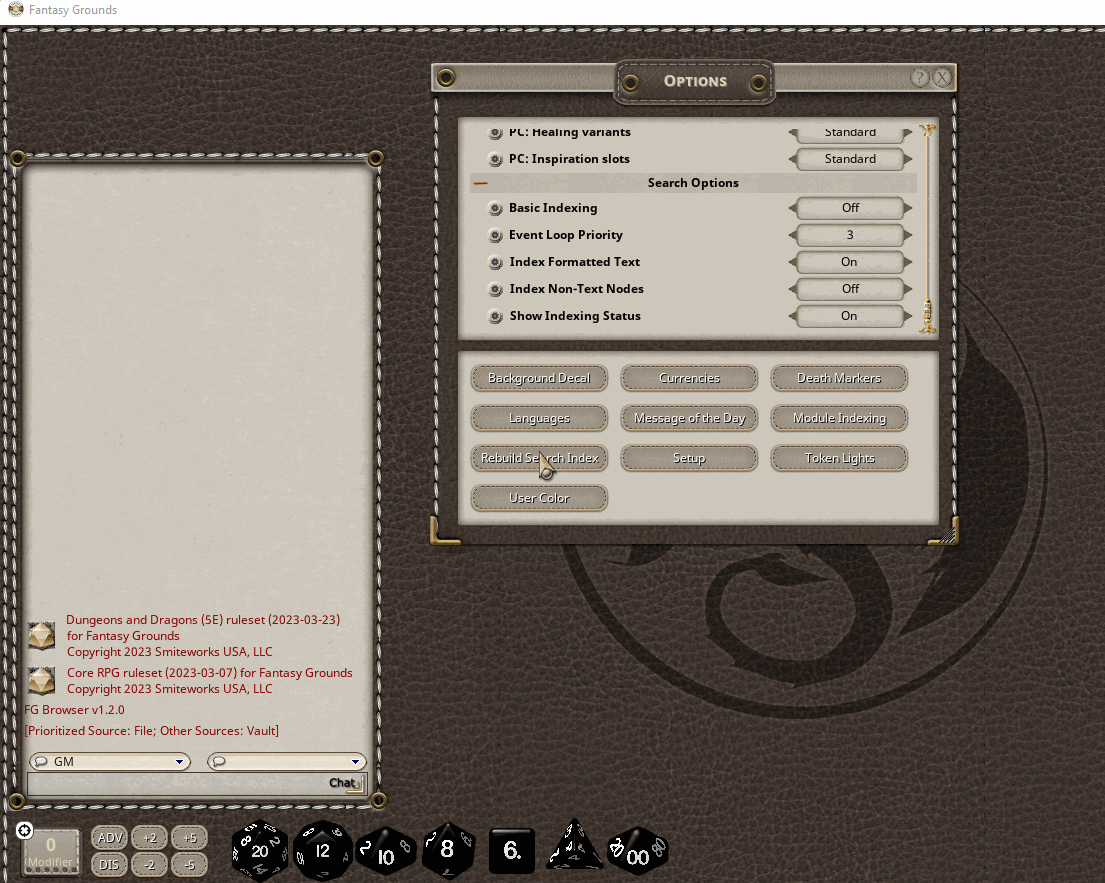 Fantasy Grounds
Options
? X
PC: Healing variants Standard
PC: Inspiration slots Standard
Search Options
Basic Indexing Off
Event Loop Priority 3
Index Formatted Text On
Index Non-Text Nodes Off
Show Indexing Status On
Background Decal Currencies Death Markers
Languages Message of the Day Module Indexing
Rebuild Search Index Setup Token Lights
User Color
Dungeons and Dragons (5E) ruleset (2023-03-23)
for Fantasy Grounds
Copyright 2023 Smiteworks USA, LLC
Core RPG ruleset (2023-03-07) for Fantasy Grounds
Copyright 2023 Smiteworks USA, LLC
FG Browser v1.2.0
[Prioritized Source: File; Other Sources: Vault]
GM
Chat
0
Modifier
ADV +2 +5
DIS -2 -5
20 12 10 8 6. 4 00